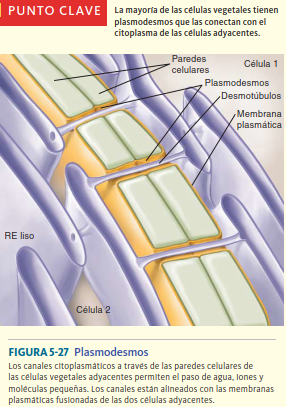 PUNTO CLAVE
La mayoría de las células vegetales tienen
plasmodesmos que las conectan con el
citoplasma de las células adyacentes.
Paredes
celulares
Célula 1
Plasmodesmos
Desmotúbulos
Membrana
plasmática
RE liso
Célula 2
FIGURA 5-27 Plasmodesmos
Los canales citoplasmáticos a través de las paredes celulares de
las células vegetales adyacentes permiten el paso de agua, iones y
moléculas pequeñas. Los canales están alineados con las membranas
plasmáticas fusionadas de las dos células adyacentes.